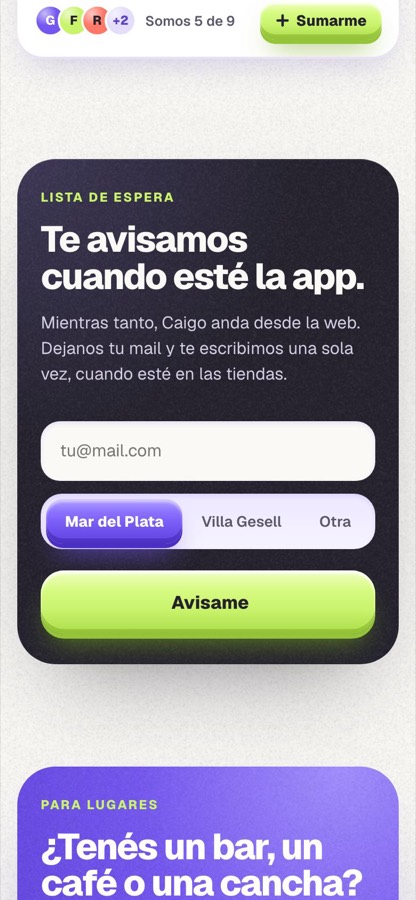 G F R +2 Somos 5 de 9 + Sumarme
LISTA DE ESPERA
Te avisamos
cuando esté la app.
Mientras tanto, Caigo anda desde la web.
Dejanos tu mail y te escribimos una sola
vez, cuando esté en las tiendas.
tu@mail.com
Mar del Plata Villa Gesell Otra
Avisame
PARA LUGARES
¿Tenés un bar, un
café o una cancha?